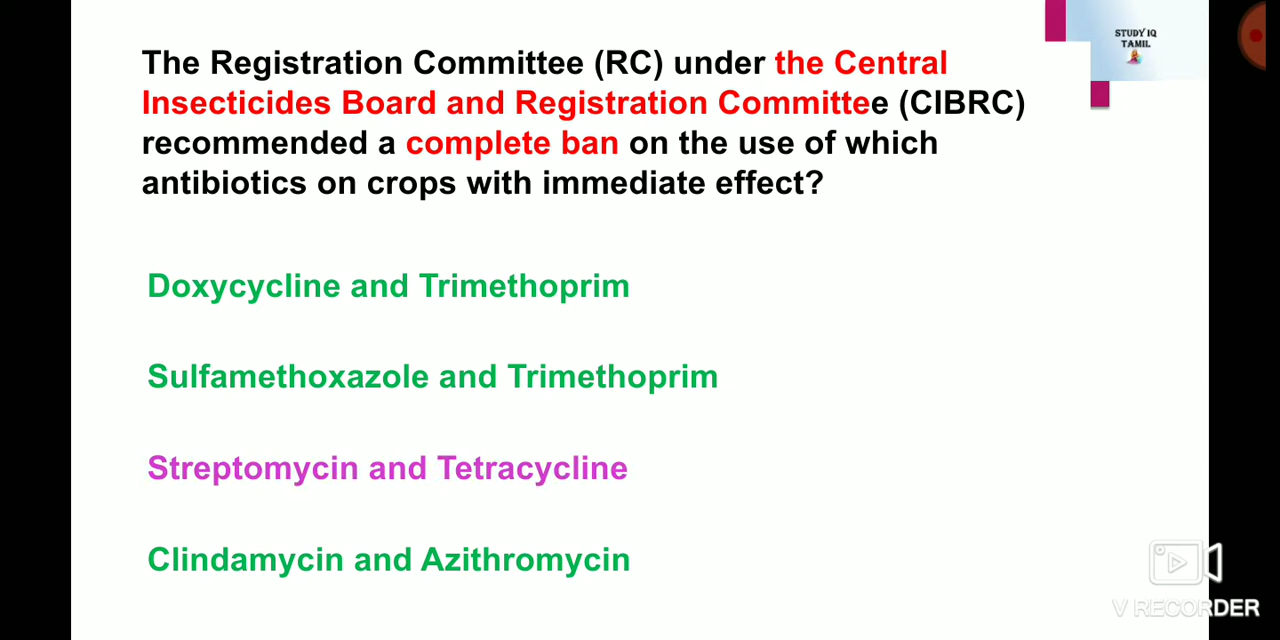 STUDY IQ
TAMIL
The Registration Committee (RC) under the Central
Insecticides Board and Registration Committee (CIBRC)
recommended a complete ban on the use of which
antibiotics on crops with immediate effect?
Doxycycline and Trimethoprim
Sulfamethoxazole and Trimethoprim
Streptomycin and Tetracycline
Clindamycin and Azithromycin
V RECORDER